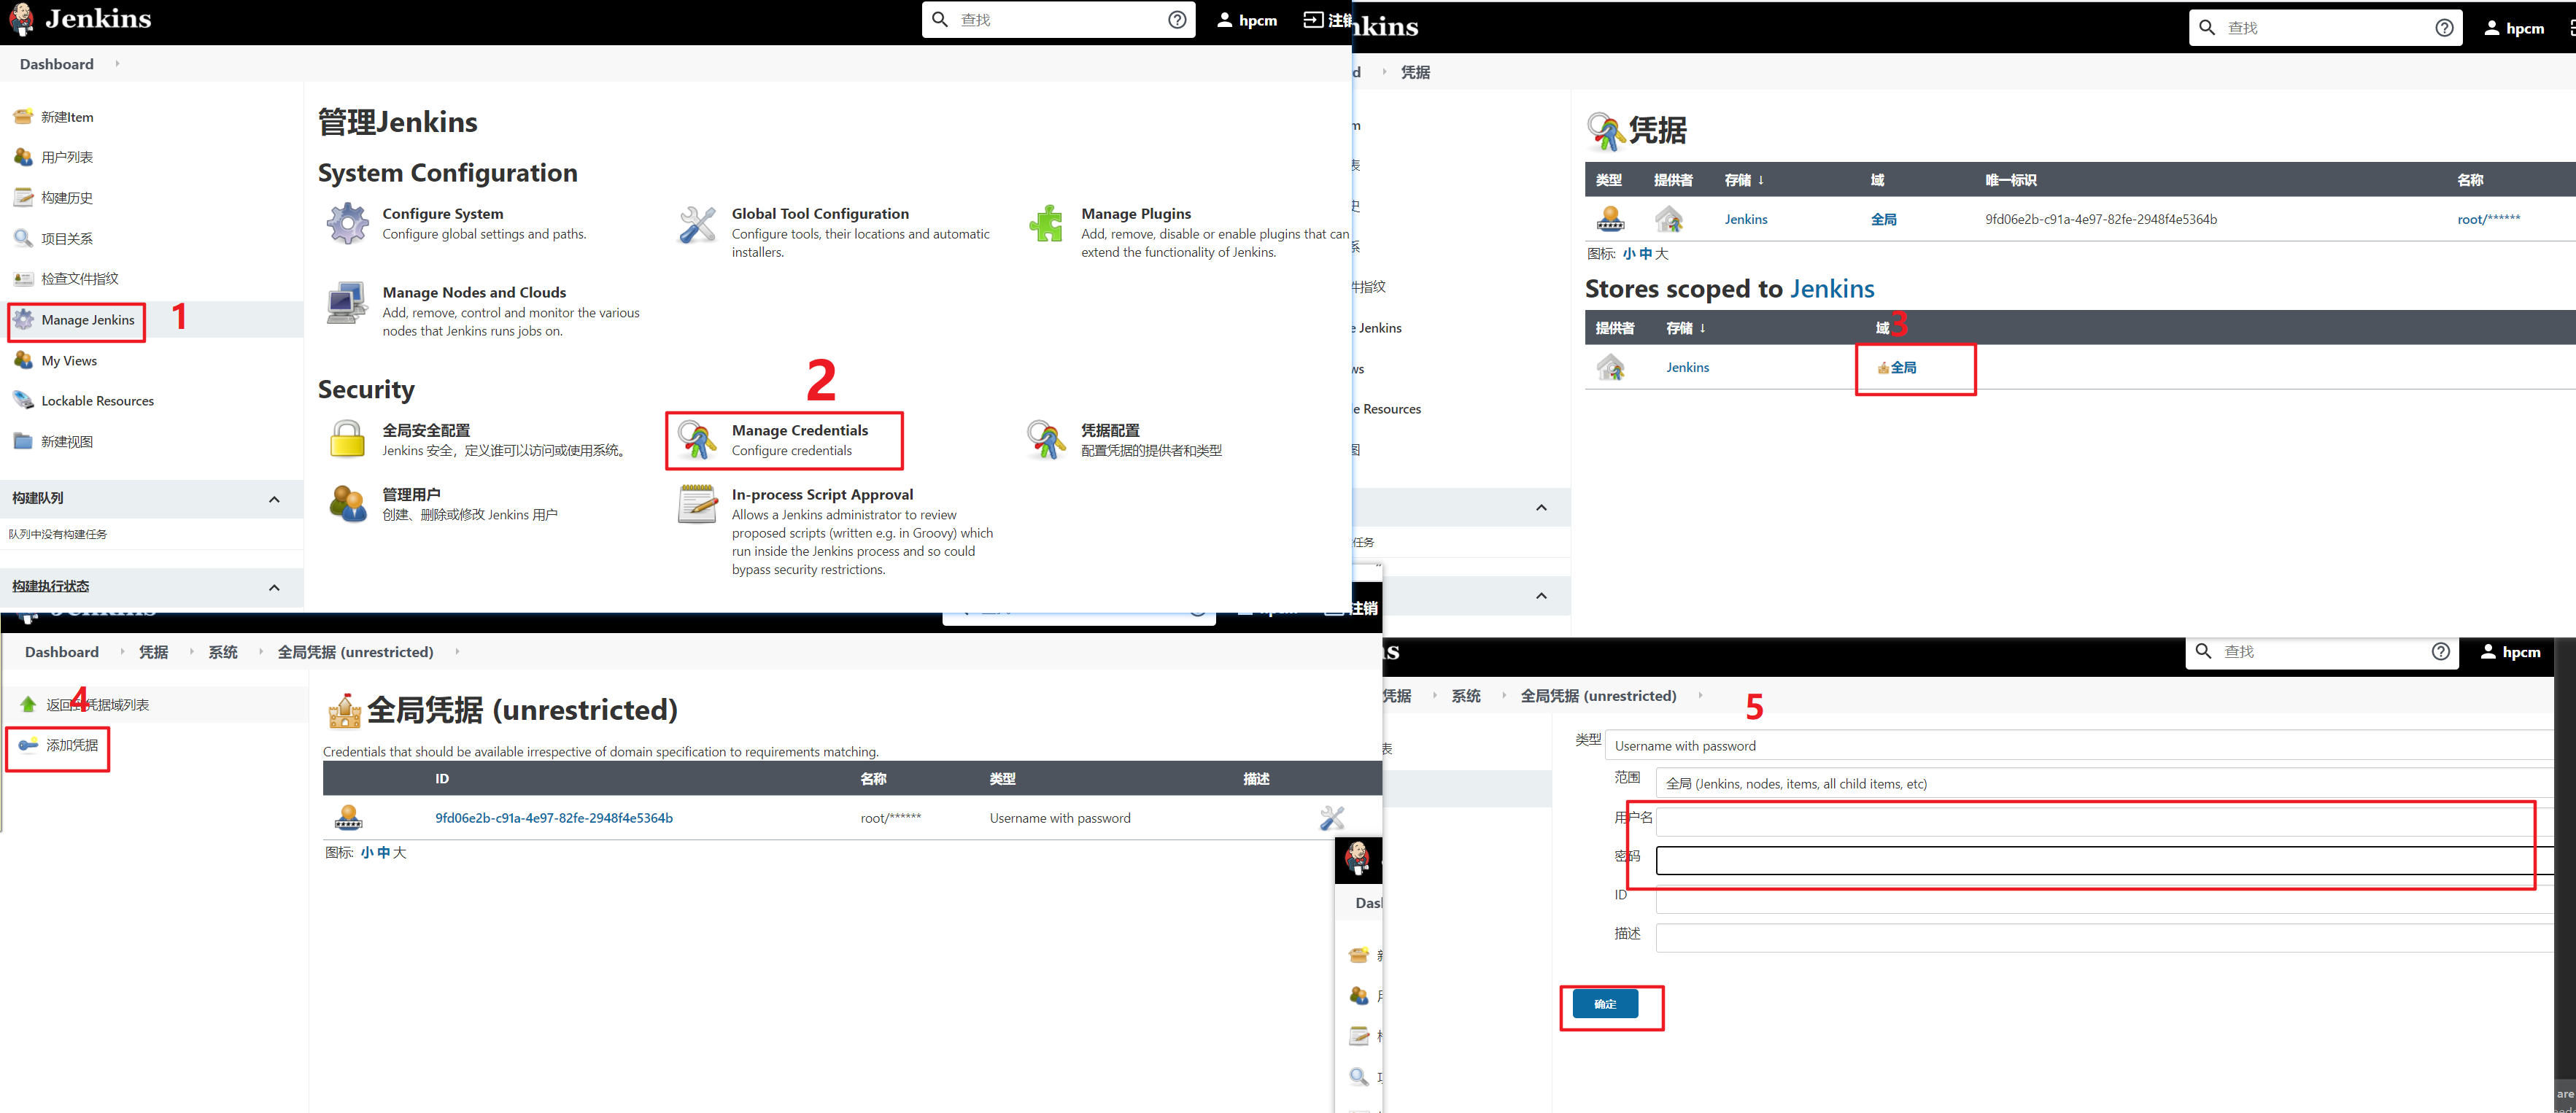 Jenkins
查找
hpcm
注销
Dashboard
新建Item
用户列表
构建历史
项目关系
检查文件指纹
Manage Jenkins
1
My Views
Lockable Resources
新建视图
构建队列
队列中没有构建任务
构建执行状态
管理Jenkins
System Configuration
Configure System
Configure global settings and paths.
Global Tool Configuration
Configure tools, their locations and automatic
installers.
Manage Plugins
Add, remove, disable or enable plugins that can
extend the functionality of Jenkins.
Manage Nodes and Clouds
Add, remove, control and monitor the various
nodes that Jenkins runs jobs on.
2
Security
全局安全配置
Jenkins 安全，定义谁可以访问或使用系统。
Manage Credentials
Configure credentials
凭据配置
配置凭据的提供者和类型
管理用户
创建、删除或修改 Jenkins 用户
In-process Script Approval
Allows a Jenkins administrator to review
proposed scripts (written e.g. in Groovy) which
run inside the Jenkins process and so could
bypass security restrictions.
nkins
查找
hpcm
d
凭据
m
表
史
系
件指纹
e Jenkins
ws
e Resources
图
任务
凭据
类型 提供者 存储 ↓ 域 唯一标识 名称
Jenkins 全局 9fd06e2b-c91a-4e97-82fe-2948f4e5364b root/******
图标: 小 中 大
Stores scoped to Jenkins
提供者 存储 ↓ 域
3
Jenkins 全局
注销
Dashboard 凭据 系统 全局凭据 (unrestricted)
4
返回到凭据域列表
添加凭据
全局凭据 (unrestricted)
Credentials that should be available irrespective of domain specification to requirements matching.
ID 名称 类型 描述
9fd06e2b-c91a-4e97-82fe-2948f4e5364b root/****** Username with password
图标: 小 中 大
Dasl
s
查找
hpcm
凭据 系统 全局凭据 (unrestricted)
5
表
类型 Username with password
范围 全局 (Jenkins, nodes, items, all child items, etc)
用户名
密码
ID
描述
确定
are